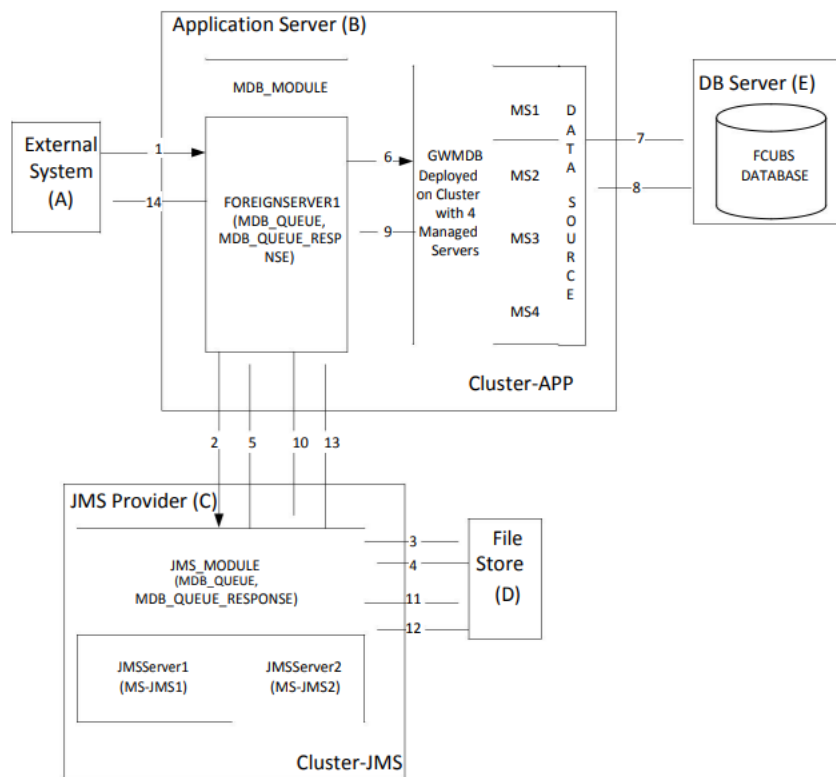 Application Server (B)
MDB_MODULE
External
System
(A)
1
14
FOREIGNSERVER1
(MDB_QUEUE,
MDB_QUEUE_RESPO
NSE)
6
9
GWMDB
Deployed
on Cluster
with 4
Managed
Servers
MS1
MS2
MS3
MS4
D
A
T
A
S
O
U
R
C
E
Cluster-APP
7
8
DB Server (E)
FCUBS
DATABASE
2
5
10
13
JMS Provider (C)
JMS_MODULE
(MDB_QUEUE,
MDB_QUEUE_RESPONSE)
3
4
11
12
File
Store
(D)
JMSServer1
(MS-JMS1)
JMSServer2
(MS-JMS2)
Cluster-JMS